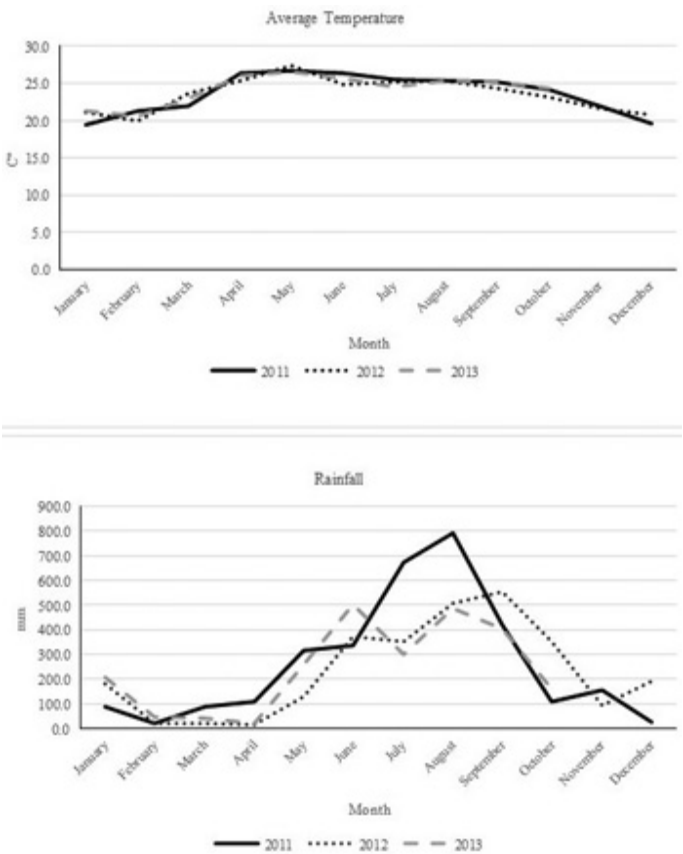 Average Temperature
30.0
25.0
20.0
15.0
10.0
5.0
0.0
C°
January
February
March
April
May
June
July
August
September
October
November
December
Month
2011 2012 2013
Rainfall
900.0
800.0
700.0
600.0
500.0
400.0
300.0
200.0
100.0
0.0
mm
January
February
March
April
May
June
July
August
September
October
November
December
Month
2011 2012 2013